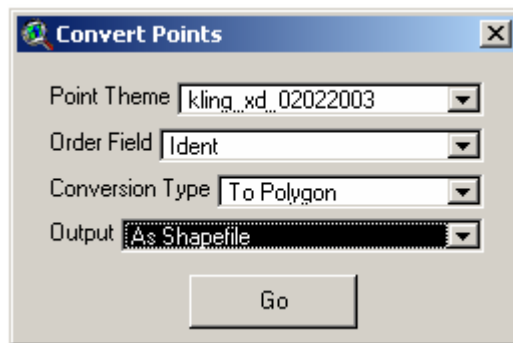 Convert Points
Point Theme kling_xd_02022003
Order Field Ident
Conversion Type To Polygon
Output As Shapefile
Go